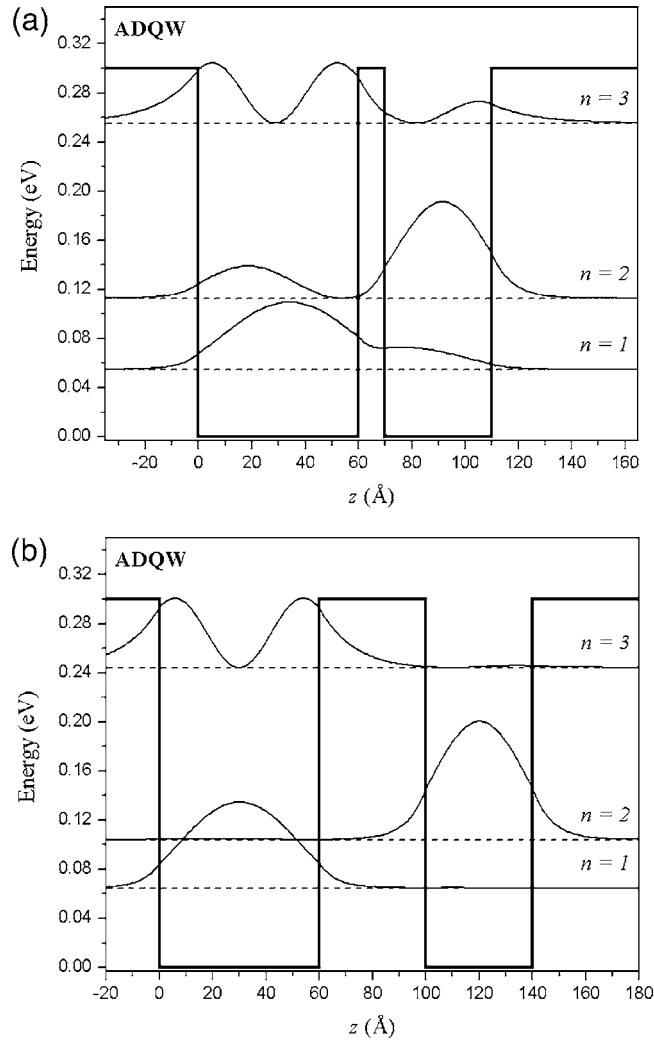 (a)
ADQW
0.32
0.28
0.24
0.20
0.16
0.12
0.08
0.04
0.00
Energy (eV)
n = 3
n = 2
n = 1
-20 0 20 40 60 80 100 120 140 160
z (Å)
(b)
ADQW
0.32
0.28
0.24
0.20
0.16
0.12
0.08
0.04
0.00
Energy (eV)
n = 3
n = 2
n = 1
-20 0 20 40 60 80 100 120 140 160 180
z (Å)